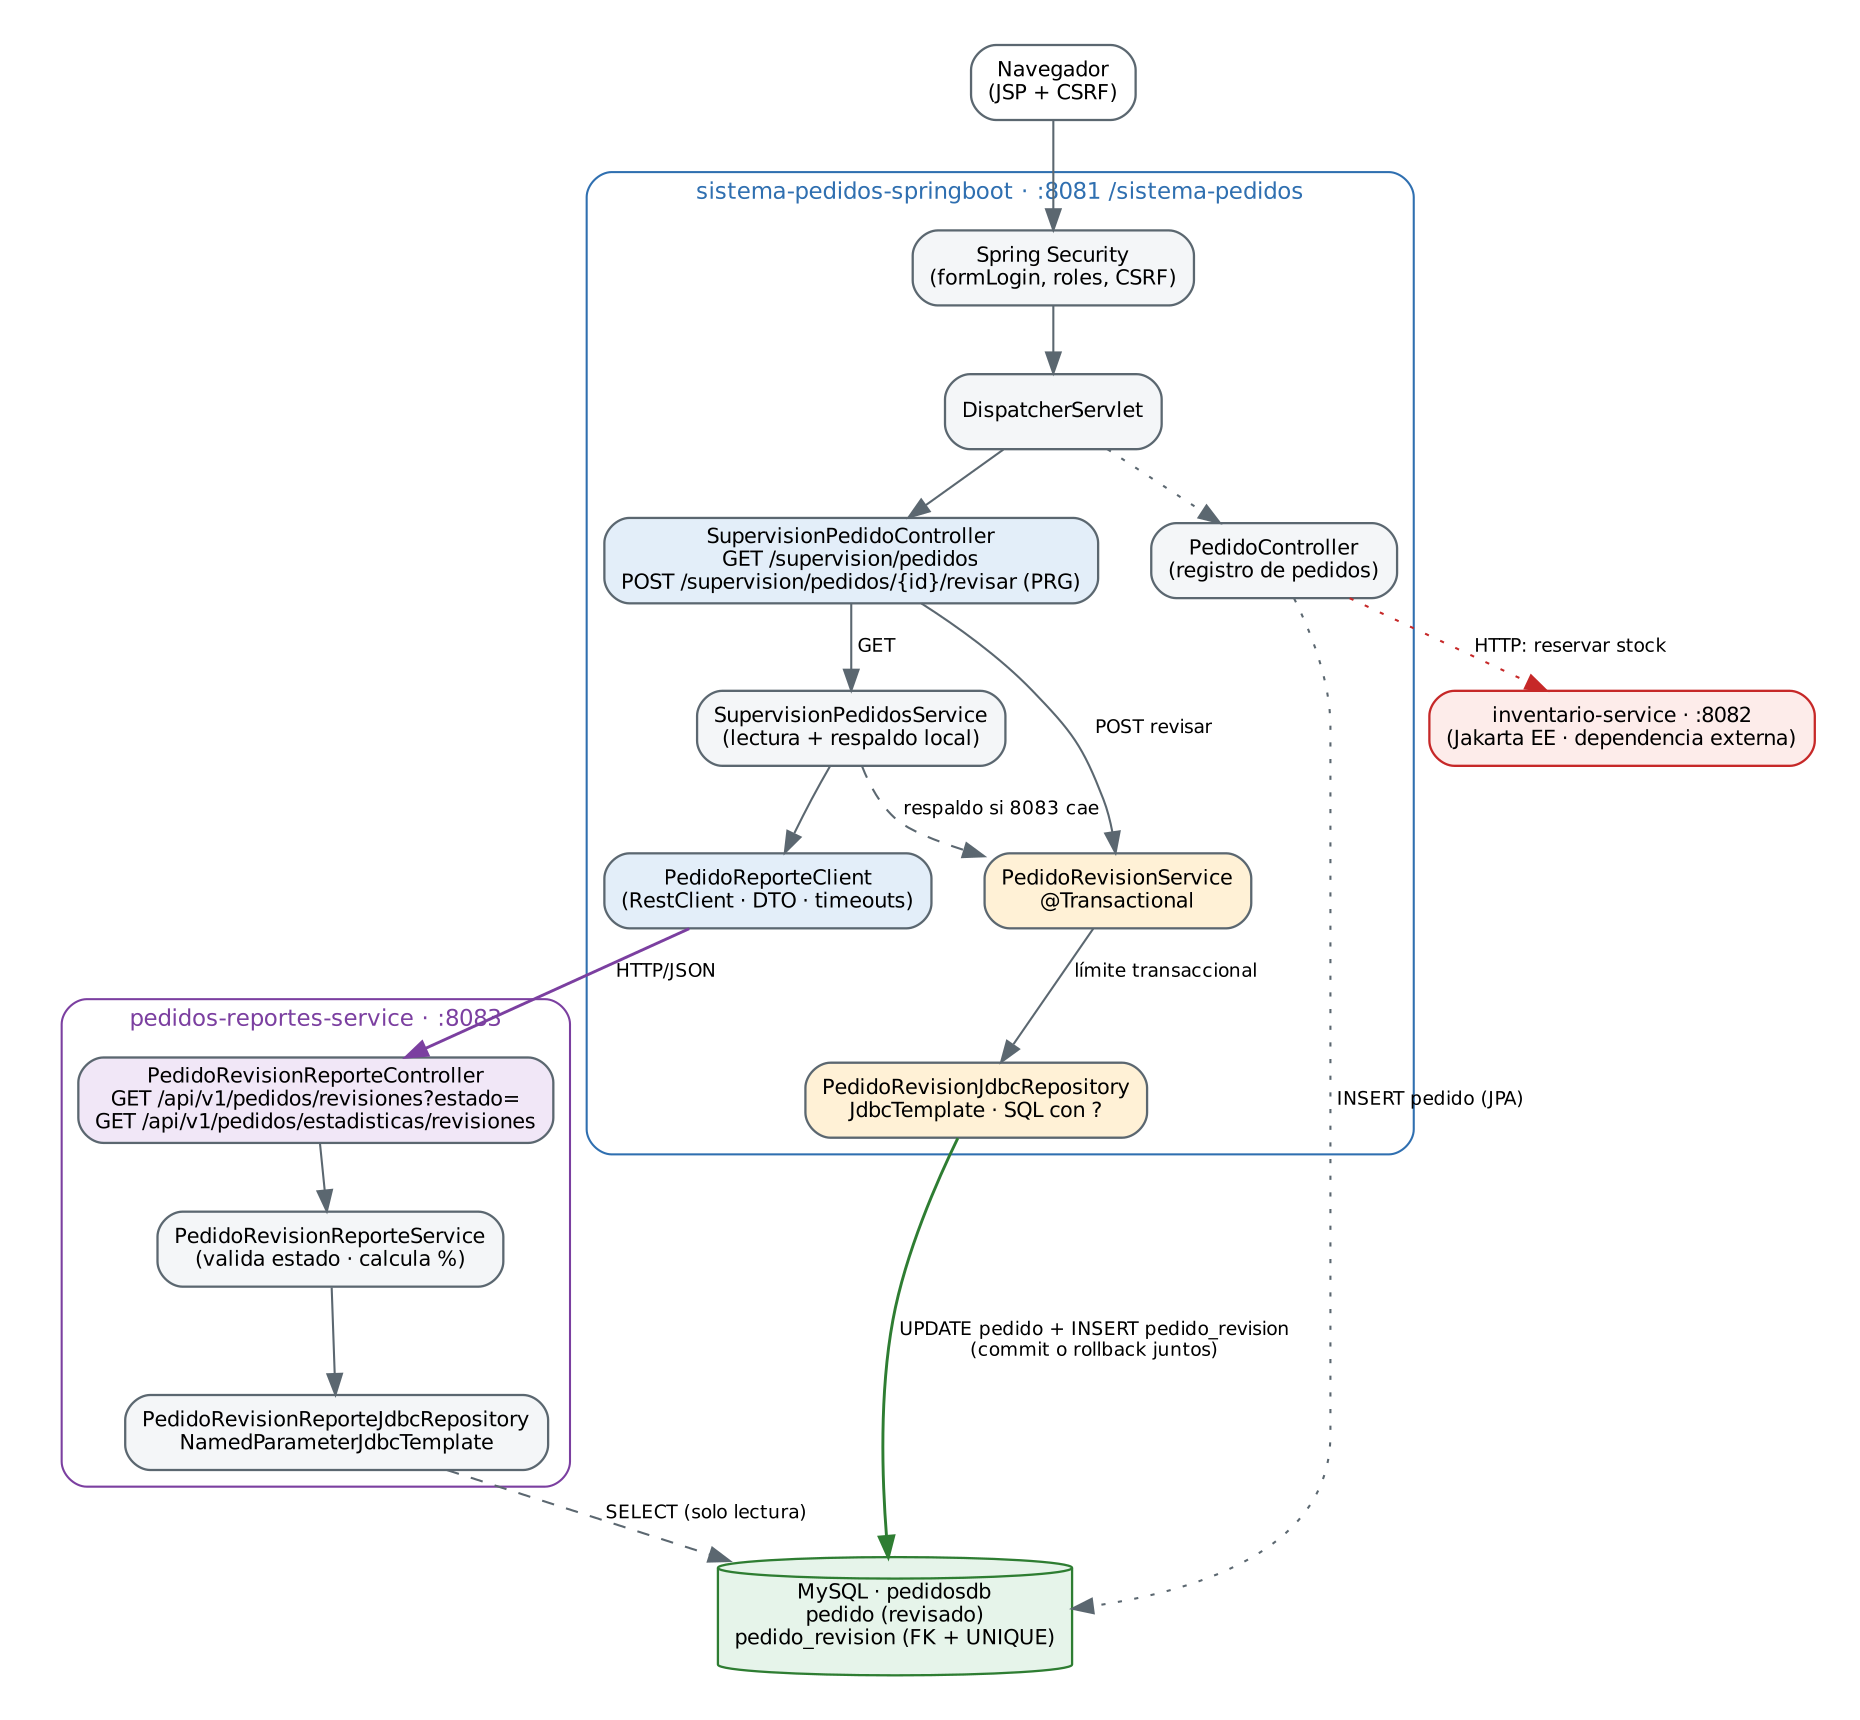 Navegador
(JSP + CSRF)
sistema-pedidos-springboot · :8081 /sistema-pedidos
Spring Security
(formLogin, roles, CSRF)
DispatcherServlet
SupervisionPedidoController
GET /supervision/pedidos
POST /supervision/pedidos/{id}/revisar (PRG)
PedidoController
(registro de pedidos)
GET
HTTP: reservar stock
SupervisionPedidosService
(lectura + respaldo local)
POST revisar
inventario-service · :8082
(Jakarta EE · dependencia externa)
respaldo si 8083 cae
PedidoReporteClient
(RestClient · DTO · timeouts)
PedidoRevisionService
@Transactional
HTTP/JSON
límite transaccional
pedidos-reportes-service · :8083
PedidoRevisionReporteController
GET /api/v1/pedidos/revisiones?estado=
GET /api/v1/pedidos/estadisticas/revisiones
PedidoRevisionJdbcRepository
JdbcTemplate · SQL con ?
INSERT pedido (JPA)
PedidoRevisionReporteService
(valida estado · calcula %)
UPDATE pedido + INSERT pedido_revision
(commit o rollback juntos)
PedidoRevisionReporteJdbcRepository
NamedParameterJdbcTemplate
SELECT (solo lectura)
MySQL · pedidosdb
pedido (revisado)
pedido_revision (FK + UNIQUE)